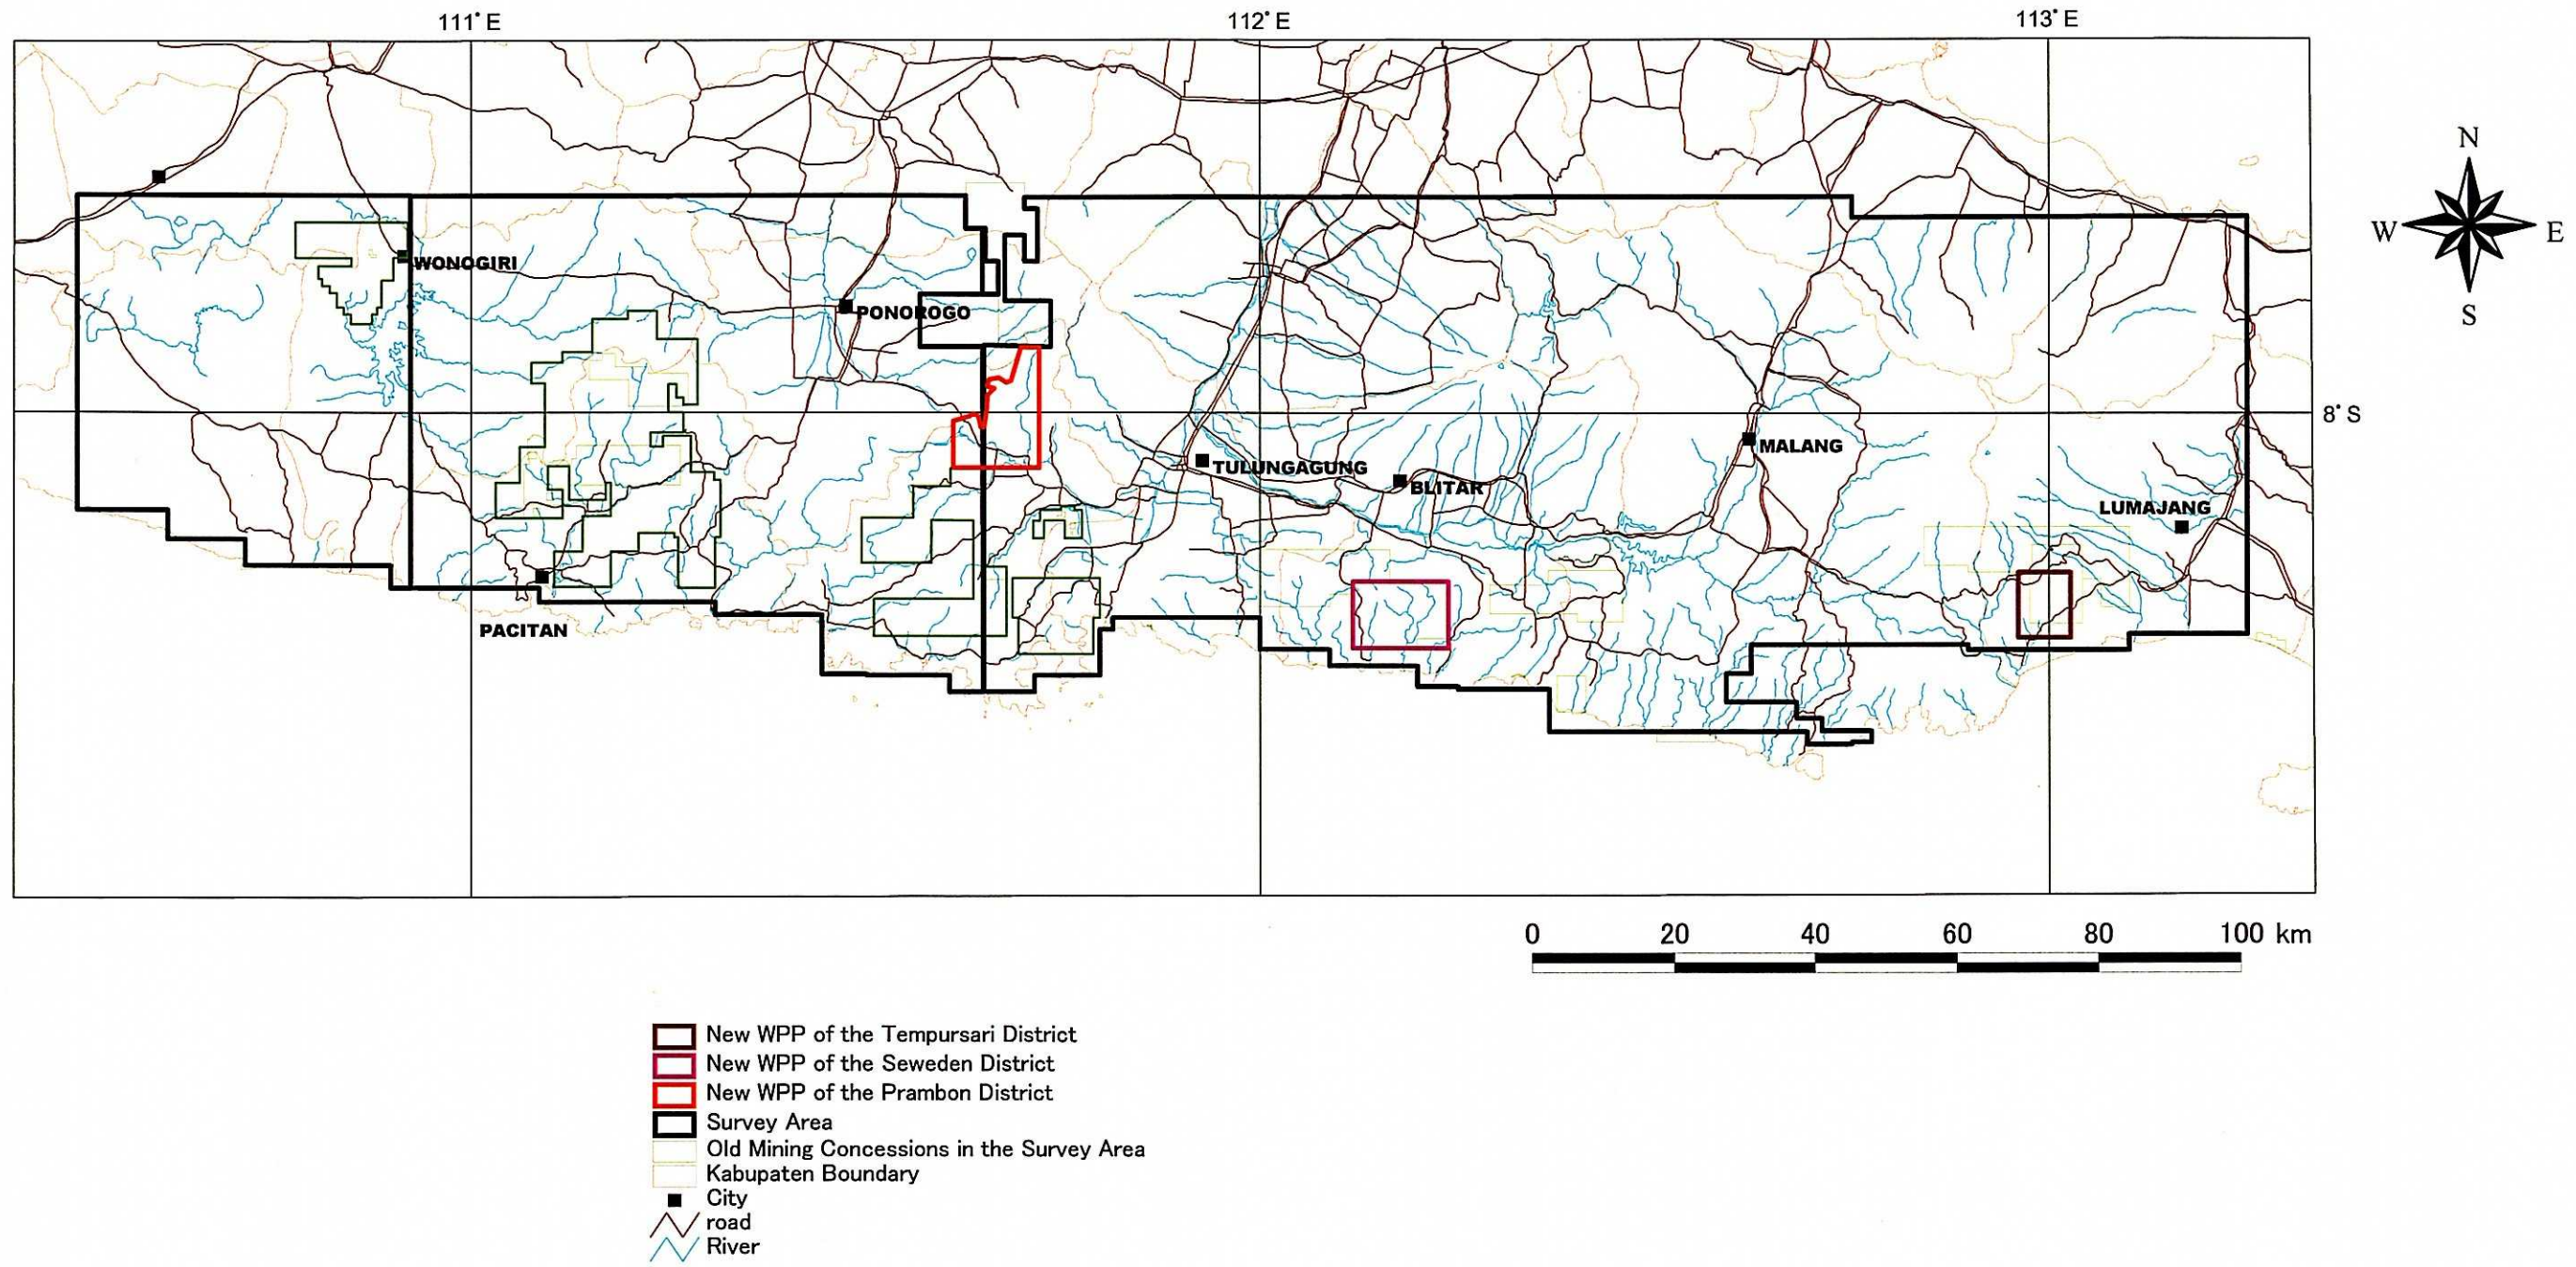 111° E
112° E
113° E
N
W
E
S
WONOGIRI
PONOROGO
8° S
MALANG
TULUNGAGUNG
BLITAR
LUMAJANG
PACITAN
0 20 40 60 80 100 km
New WPP of the Tempursari District
New WPP of the Seweden District
New WPP of the Prambon District
Survey Area
Old Mining Concessions in the Survey Area
Kabupaten Boundary
City
road
River